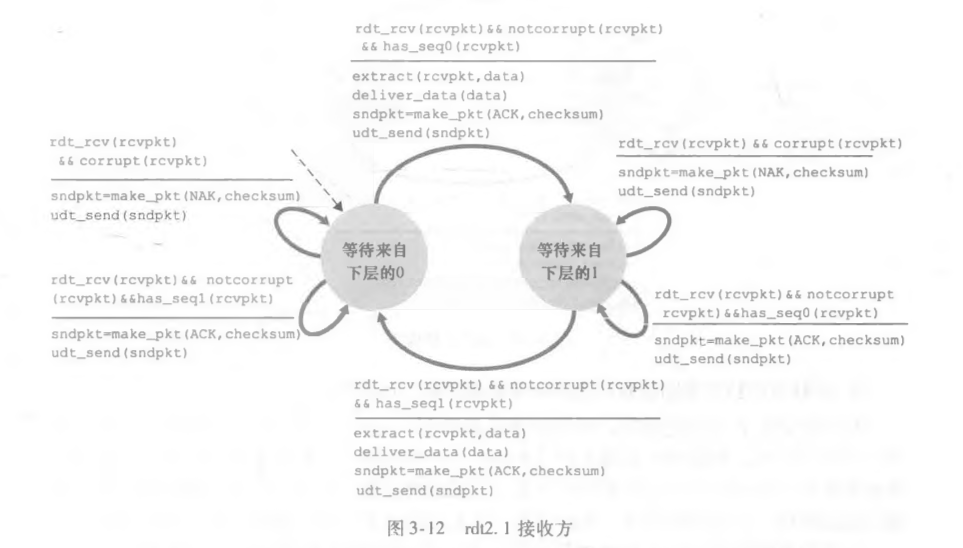 rdt_rcv(rcvpkt)&& notcorrupt(rcvpkt)
&& has_seq0(rcvpkt)
extract(rcvpkt,data)
deliver_data(data)
sndpkt=make_pkt(ACK,checksum)
udt_send(sndpkt)
rdt_rcv(rcvpkt)
&& corrupt(rcvpkt)
sndpkt=make_pkt(NAK,checksum)
udt_send(sndpkt)
rdt_rcv(rcvpkt) && corrupt(rcvpkt)
sndpkt=make_pkt(NAK,checksum)
udt_send(sndpkt)
等待来自
下层的0
等待来自
下层的1
rdt_rcv(rcvpkt)&& notcorrupt
(rcvpkt)&&has_seq1(rcvpkt)
sndpkt=make_pkt(ACK,checksum)
udt_send(sndpkt)
rdt_rcv(rcvpkt)&& notcorrupt
rcvpkt)&&has_seq0(rcvpkt)
sndpkt=make_pkt(ACK,checksum)
udt_send(sndpkt)
rdt_rcv(rcvpkt) && notcorrupt(rcvpkt)
&& has_seq1(rcvpkt)
extract(rcvpkt,data)
deliver_data(data)
sndpkt=make_pkt(ACK,checksum)
udt_send(sndpkt)
图 3-12 rdt2. 1 接收方